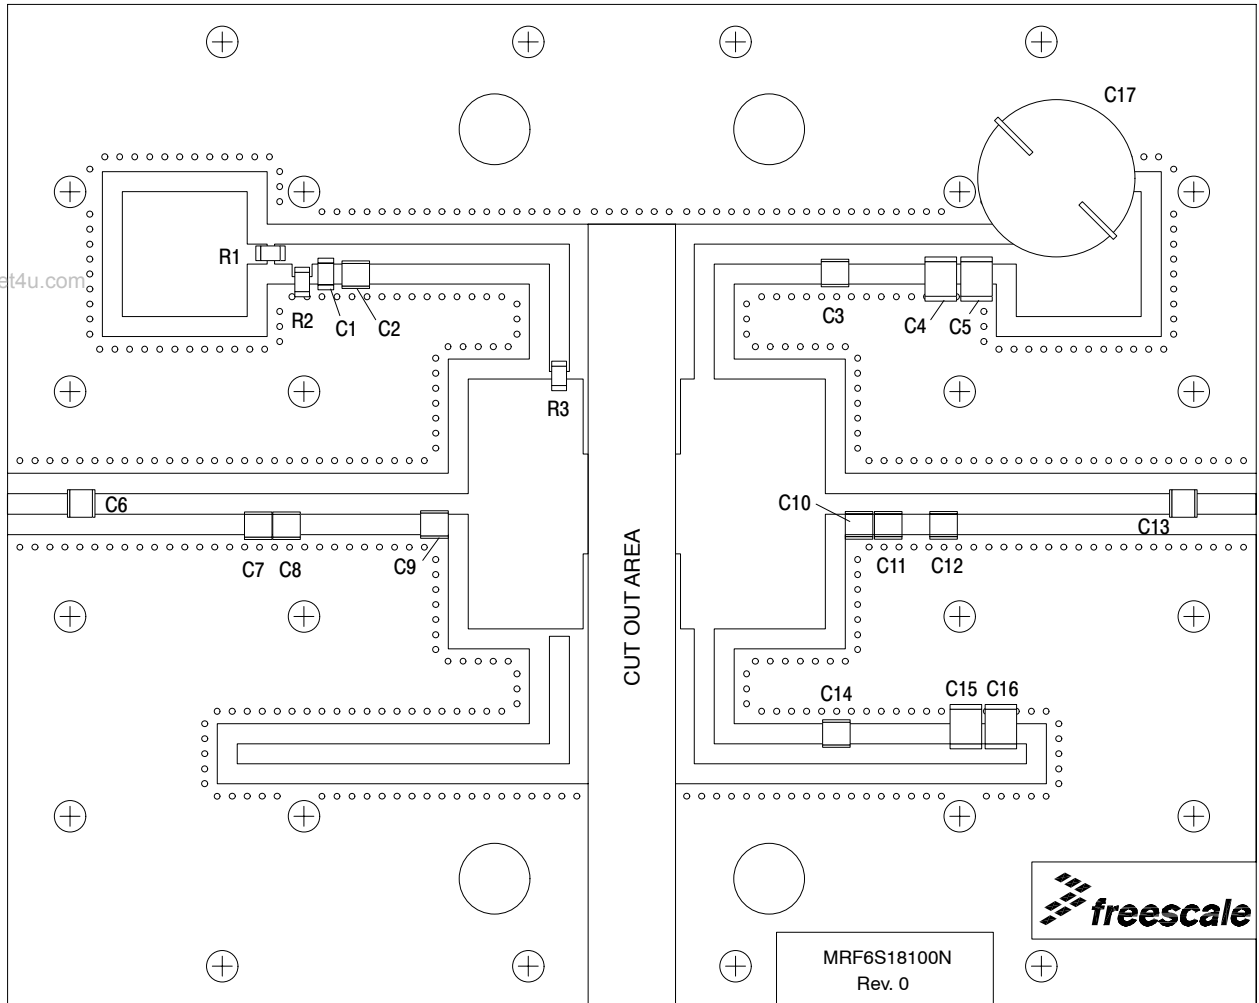 C17
R1
et4u.com
R2
C1
C2
C3
C4
C5
R3
C6
C10
C13
C7
C8
C9
C11
C12
CUT OUT AREA
C14
C15
C16
freescale
MRF6S18100N
Rev. 0